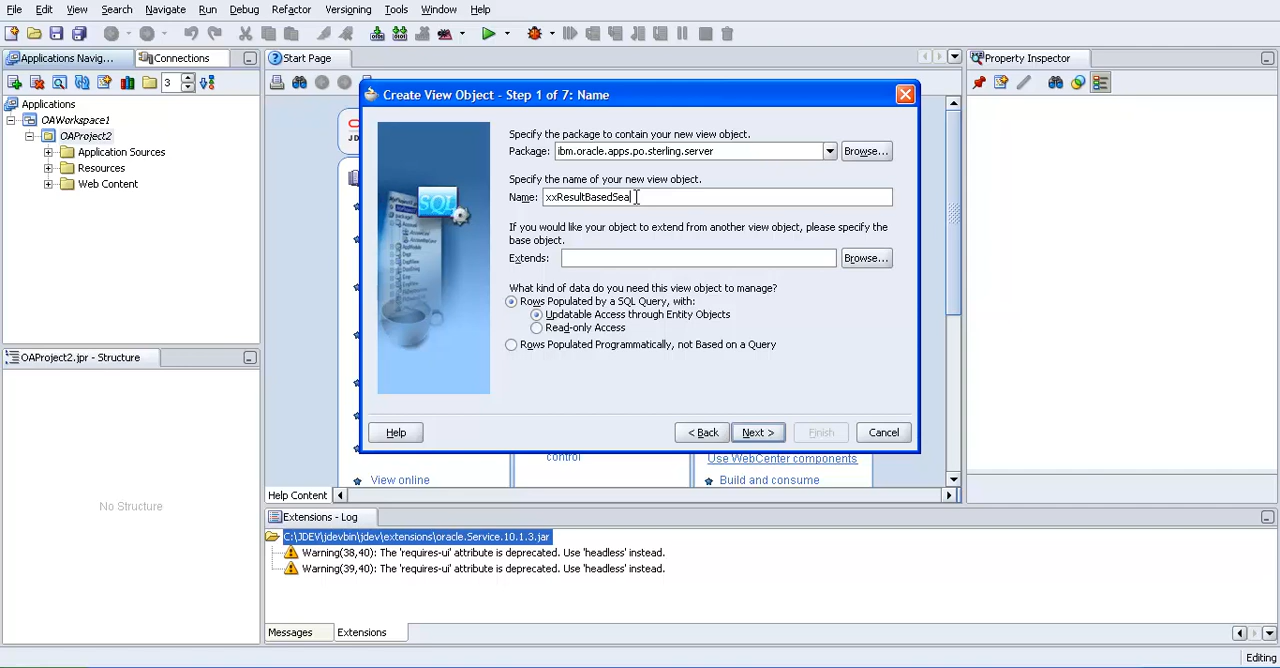 File Edit View Search Navigate Run Debug Refactor Versioning Tools Window Help
Applications Navig... Connections
Start Page
Property Inspector
3
Applications
OAWorkspace1
OAProject2
Application Sources
Resources
Web Content
Create View Object - Step 1 of 7: Name
Specify the package to contain your new view object.
Package: ibm.oracle.apps.po.sterling.server Browse...
Specify the name of your new view object.
Name: xxResultBasedSea
If you would like your object to extend from another view object, please specify the
base object.
Extends: Browse...
What kind of data do you need this view object to manage?
Rows Populated by a SQL Query, with:
Updatable Access through Entity Objects
Read-only Access
Rows Populated Programmatically, not Based on a Query
SQL
Help < Back Next > Finish Cancel
OAProject2.jpr - Structure
No Structure
control
Use WebCenter components
View online
Build and consume
Help Content
Extensions - Log
C:\JDEV\jdevbin\jdev\extensions\oracle.Service.10.1.3.jar
Warning(38,40): The 'requires-ui' attribute is deprecated. Use 'headless' instead.
Warning(39,40): The 'requires-ui' attribute is deprecated. Use 'headless' instead.
Messages Extensions
Editing